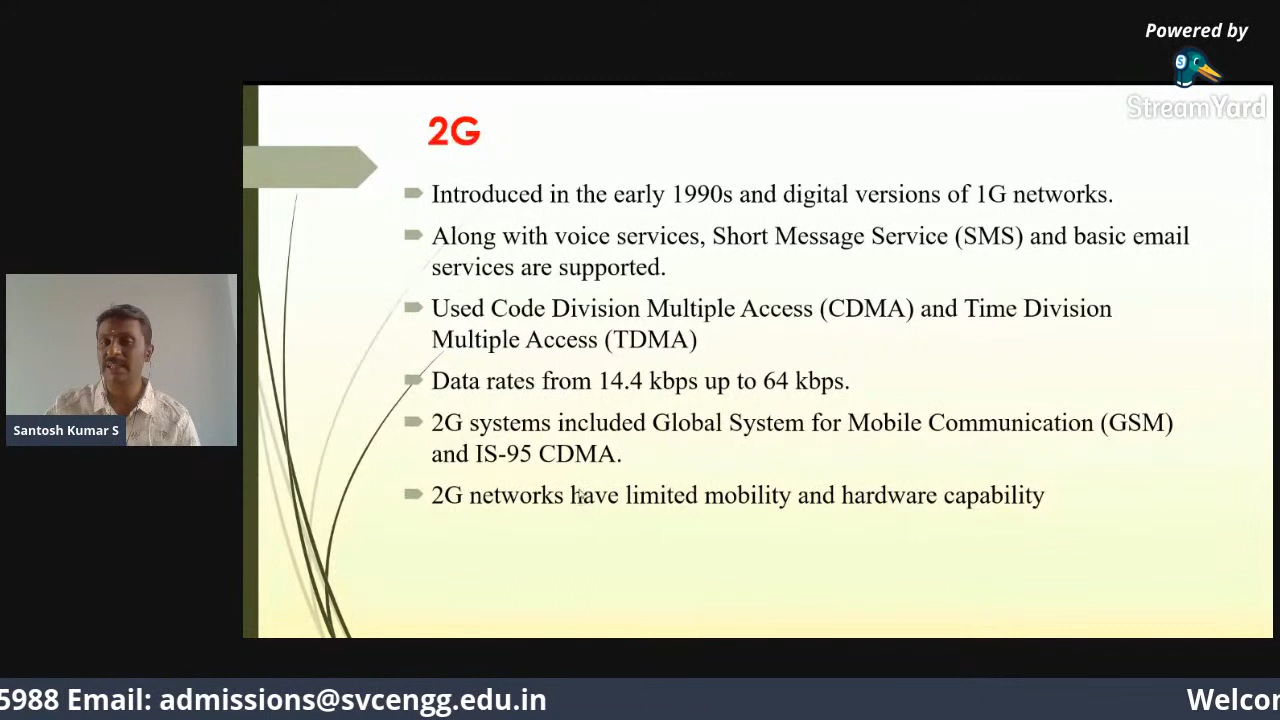 Powered by
StreamYard
2G
Introduced in the early 1990s and digital versions of 1G networks.
Along with voice services, Short Message Service (SMS) and basic email
services are supported.
Used Code Division Multiple Access (CDMA) and Time Division
Multiple Access (TDMA)
Data rates from 14.4 kbps up to 64 kbps.
2G systems included Global System for Mobile Communication (GSM)
and IS-95 CDMA.
2G networks have limited mobility and hardware capability
Santosh Kumar S
5988 Email: admissions@svcengg.edu.in
Welcor